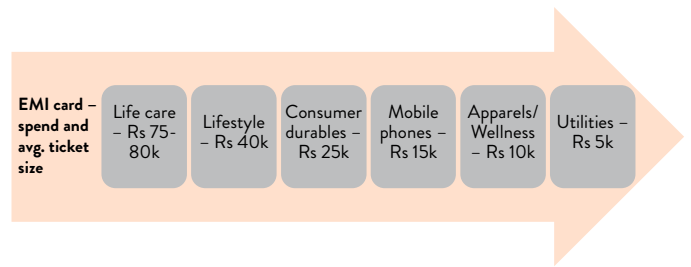 EMI card –
spend and
avg. ticket
size
Life care
– Rs 75-
80k
Lifestyle
– Rs 40k
Consumer
durables –
Rs 25k
Mobile
phones –
Rs 15k
Apparels/
Wellness
– Rs 10k
Utilities –
Rs 5k